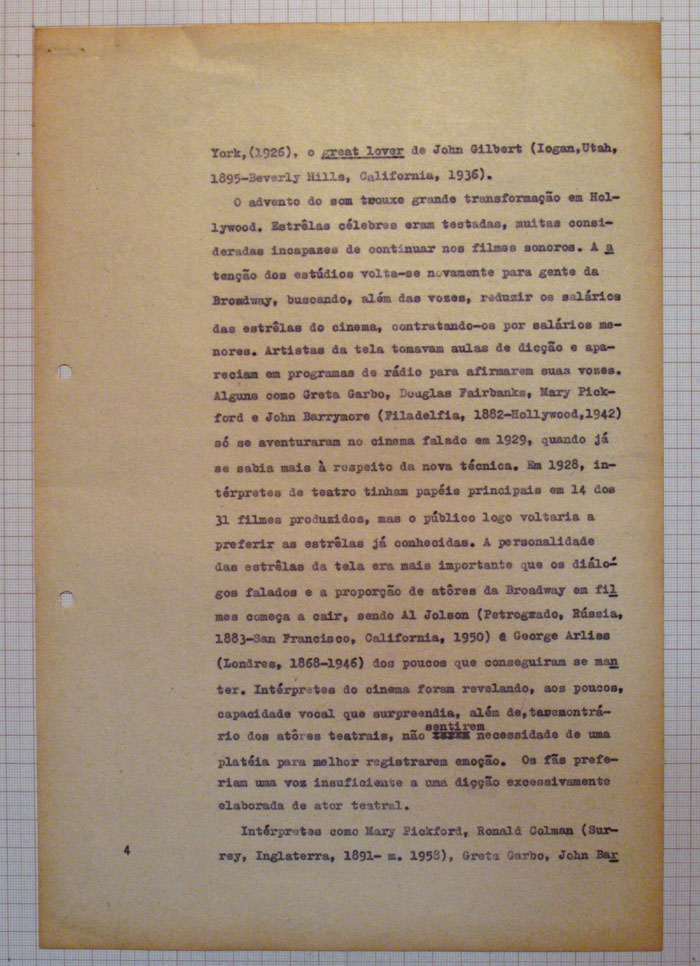 York,(1926), o great lover de John Gilbert (Iogan,Utah,
1895-Beverly Hills, California, 1936).
O advento do som trouxe grande transformação em Hol-
lywood. Estrêlas célebres eram testadas, muitas consi-
deradas incapazes de continuar nos filmes sonoros. A a
tenção dos estúdios volta-se novamente para gente da
Broadway, buscando, além das vozes, reduzir os salários
das estrêlas do cinema, contratando-os por salários me-
nores. Artistas da tela tomavam aulas de dicção e apa-
reciam em programas de rádio para afirmarem suas vozes.
Alguns como Greta Garbo, Douglas Fairbanks, Mary Pick-
ford e John Barrymore (Filadelfia, 1882-Hollywood,1942)
só se aventuraram no cinema falado em 1929, quando já
se sabia mais à respeito da nova técnica. Em 1928, in-
térpretes de teatro tinham papéis principais em 14 dos
31 filmes produzidos, mas o público logo voltaria a
preferir as estrêlas já conhecidas. A personalidade
das estrêlas da tela era mais importante que os diálo-
gos falados e a proporção de atôres da Broadway em fil
mes começa a cair, sendo Al Jolson (Petrogrado, Rússia,
1883-San Francisco, California, 1950) e George Arliss
(Londres, 1868-1946) dos poucos que conseguiram se man
ter. Intérpretes do cinema foram revelando, aos poucos,
capacidade vocal que surpreendia, além de,
rio dos atôres teatrais, não sentirem necessidade de uma
platéia para melhor registrarem emoção. Os fãs prefe-
riam uma voz insuficiente a uma dicção excessivamente
elaborada de ator teatral.
Intérpretes como Mary Pickford, Ronald Colman (Sur-
rey, Inglaterra, 1891- m. 1958), Greta Garbo, John Bar
4